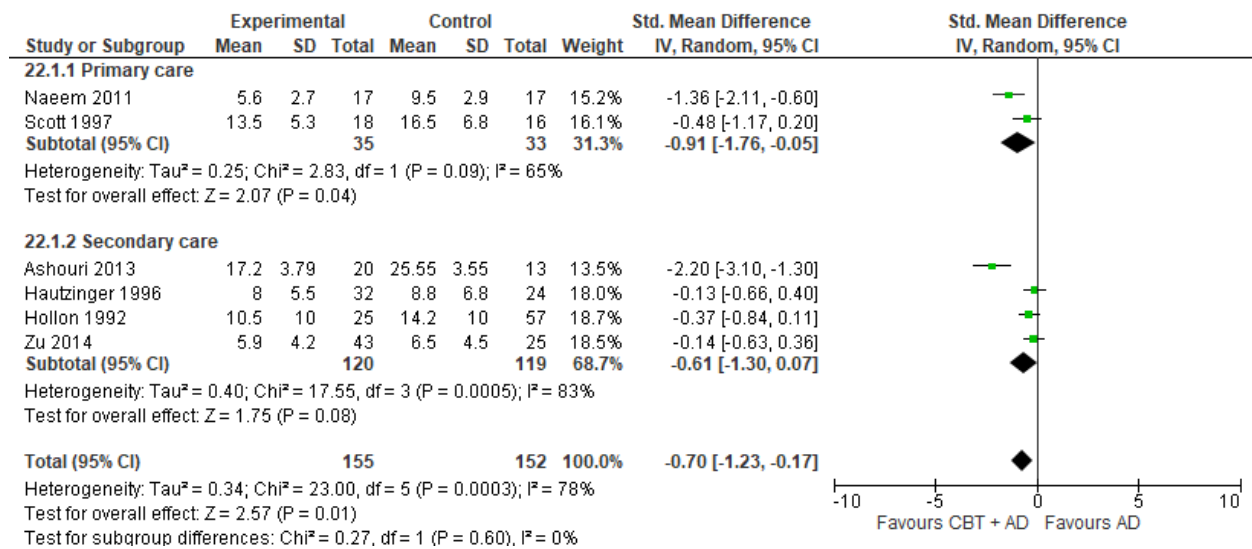 Experimental Control Std. Mean Difference Std. Mean Difference
Study or Subgroup Mean SD Total Mean SD Total Weight IV, Random, 95% CI IV, Random, 95% CI
22.1.1 Primary care
Naeem 2011 5.6 2.7 17 9.5 2.9 17 15.2% -1.36 [-2.11, -0.60]
Scott 1997 13.5 5.3 18 16.5 6.8 16 16.1% -0.48 [-1.17, 0.20]
Subtotal (95% CI) 35 33 31.3% -0.91 [-1.76, -0.05]
Heterogeneity: Tau² = 0.25; Chi² = 2.83, df = 1 (P = 0.09); I² = 65%
Test for overall effect: Z = 2.07 (P = 0.04)
22.1.2 Secondary care
Ashouri 2013 17.2 3.79 20 25.55 3.55 13 13.5% -2.20 [-3.10, -1.30]
Hautzinger 1996 8 5.5 32 8.8 6.8 24 18.0% -0.13 [-0.66, 0.40]
Hollon 1992 10.5 10 25 14.2 10 57 18.7% -0.37 [-0.84, 0.11]
Zu 2014 5.9 4.2 43 6.5 4.5 25 18.5% -0.14 [-0.63, 0.36]
Subtotal (95% CI) 120 119 68.7% -0.61 [-1.30, 0.07]
Heterogeneity: Tau² = 0.40; Chi² = 17.55, df = 3 (P = 0.0005); I² = 83%
Test for overall effect: Z = 1.75 (P = 0.08)
Total (95% CI) 155 152 100.0% -0.70 [-1.23, -0.17]
Heterogeneity: Tau² = 0.34; Chi² = 23.00, df = 5 (P = 0.0003); I² = 78%
Test for overall effect: Z = 2.57 (P = 0.01)
Test for subgroup differences: Chi² = 0.27, df = 1 (P = 0.60), I² = 0%
-10 -5 0 5 10
Favours CBT + AD Favours AD